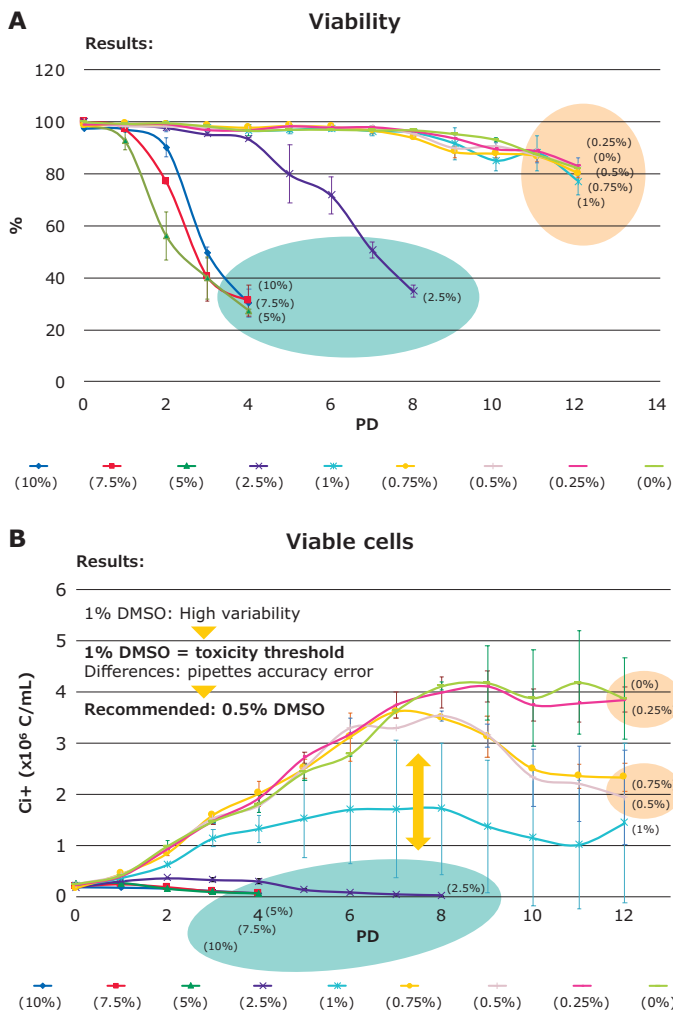 A
Viability
Results:
120
100
80
60
40
20
0
%
(0.25%)
(0%)
(0.5%)
(0.75%)
(1%)
(10%)
(7.5%)
(5%)
(2.5%)
0 2 4 6 8 10 12 14
PD
(10%) (7.5%) (5%) (2.5%) (1%) (0.75%) (0.5%) (0.25%) (0%)
B
Viable cells
Results:
6
5
4
3
2
1
0
Ci+ (x10⁶ C/mL)
1% DMSO: High variability
1% DMSO = toxicity threshold
Differences: pipettes accuracy error
Recommended: 0.5% DMSO
(0%)
(0.25%
(0.75%
(0.5%)
(1%)
(2.5%)
(5%)
(7.5%)
(10%)
0 2 4 6 8 10 12
PD
(10%) (7.5%) (5%) (2.5%) (1%) (0.75%) (0.5%) (0.25%) (0%)